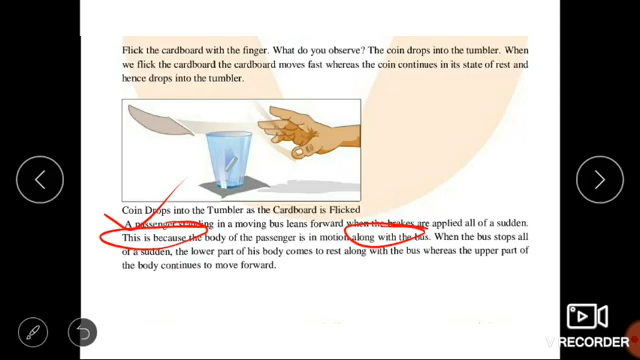 Flick the cardboard with the finger. What do you observe? The coin drops into the tumbler. When
we flick the cardboard the cardboard moves fast whereas the coin continues in its state of rest and
hence drops into the tumbler.
Coin Drops into the Tumbler as the Cardboard is Flicked
A passenger standing in a moving bus leans forward when the brakes are applied all of a sudden.
This is because the body of the passenger is in motion along with the bus. When the bus stops all
of a sudden, the lower part of his body comes to rest along with the bus whereas the upper part of
the body continues to move forward.
VRECORDER